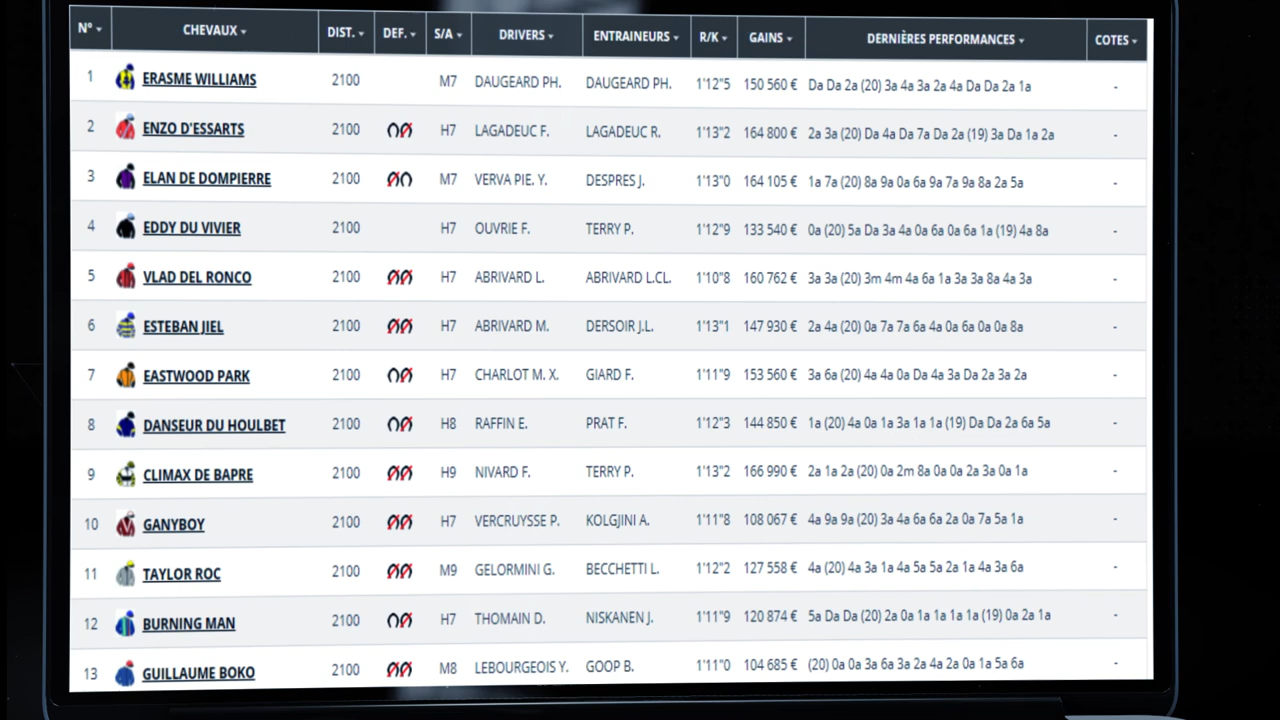 N° CHEVAUX DIST. DEF. S/A DRIVERS ENTRAINEURS R/K GAINS DERNIÈRES PERFORMANCES COTES
1 ERASME WILLIAMS 2100 M7 DAUGEARD PH. DAUGEARD PH. 1'12"5 150 560 € Da Da 2a (20) 3a 4a 3a 2a 4a Da Da 2a 1a -
2 ENZO D'ESSARTS 2100 H7 LAGADEUC F. LAGADEUC R. 1'13"2 164 800 € 2a 3a (20) Da 4a Da 7a Da 2a (19) 3a Da 1a 2a -
3 ELAN DE DOMPIERRE 2100 M7 VERVA PIE. Y. DESPRES J. 1'13"0 164 105 € 1a 7a (20) 8a 9a 0a 6a 9a 7a 9a 8a 2a 5a -
4 EDDY DU VIVIER 2100 H7 OUVRIE F. TERRY P. 1'12"9 133 540 € 0a (20) 5a Da 3a 4a 0a 6a 0a 6a 1a (19) 4a 8a -
5 VLAD DEL RONCO 2100 H7 ABRIVARD L. ABRIVARD L.CL. 1'10"8 160 762 € 3a 3a (20) 3m 4m 4a 6a 1a 3a 3a 8a 4a 3a -
6 ESTEBAN JIEL 2100 H7 ABRIVARD M. DERSOIR J.L. 1'13"1 147 930 € 2a 4a (20) 0a 7a 7a 6a 4a 0a 6a 0a 0a 8a -
7 EASTWOOD PARK 2100 H7 CHARLOT M. X. GIARD F. 1'11"9 153 560 € 3a 6a (20) 4a 4a 0a Da 4a 3a Da 2a 3a 2a -
8 DANSEUR DU HOULBET 2100 H8 RAFFIN E. PRAT F. 1'12"3 144 850 € 1a (20) 4a 0a 1a 3a 1a 1a (19) Da Da 2a 6a 5a -
9 CLIMAX DE BAPRE 2100 H9 NIVARD F. TERRY P. 1'13"2 166 990 € 2a 1a 2a (20) 0a 2m 8a 0a 0a 2a 3a 0a 1a -
10 GANYBOY 2100 H7 VERCRUYSSE P. KOLGJINI A. 1'11"8 108 067 € 4a 9a 9a (20) 3a 4a 6a 6a 2a 0a 7a 5a 1a -
11 TAYLOR ROC 2100 M9 GELORMINI G. BECCHETTI L. 1'12"2 127 558 € 4a (20) 4a 3a 1a 4a 5a 5a 2a 1a 4a 3a 6a -
12 BURNING MAN 2100 H7 THOMAIN D. NISKANEN J. 1'11"9 120 874 € 5a Da Da (20) 2a 0a 1a 1a 1a 1a (19) 0a 2a 1a -
13 GUILLAUME BOKO 2100 M8 LEBOURGEOIS Y. GOOP B. 1'11"0 104 685 € (20) 0a 0a 3a 6a 3a 2a 4a 2a 0a 1a 5a 6a -